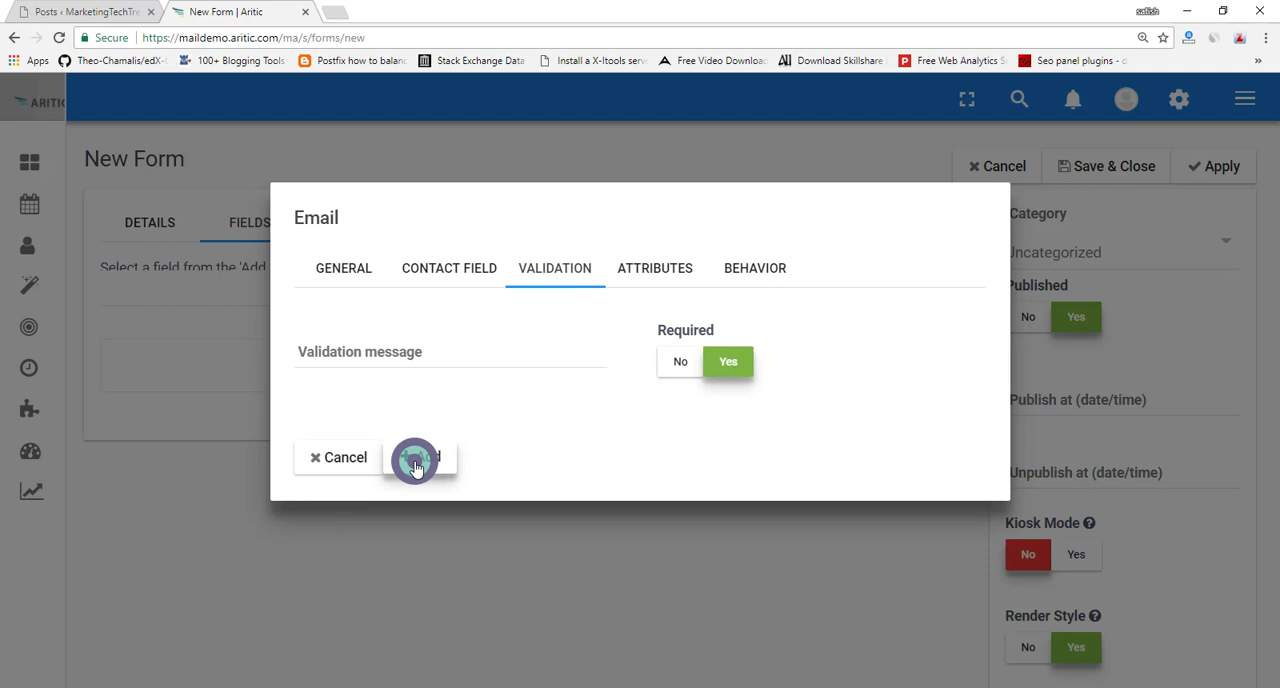 Posts ‹ MarketingTechTre
New Form | Aritic
satish
Secure
https://maildemo.aritic.com/ma/s/forms/new
Apps
Theo-Chamalis/edX-
100+ Blogging Tools
Postfix how to balanc
Stack Exchange Data
Install a X-ltools serv
Free Video Download
Download Skillshare
Free Web Analytics S
Seo panel plugins - d
»
ARITIC
New Form
Cancel
Save & Close
Apply
DETAILS
FIELDS
Select a field from the 'Add
Email
GENERAL
CONTACT FIELD
VALIDATION
ATTRIBUTES
BEHAVIOR
Validation message
Required
No
Yes
Cancel
Category
Uncategorized
Published
No
Yes
Publish at (date/time)
Unpublish at (date/time)
Kiosk Mode
No
Yes
Render Style
No
Yes